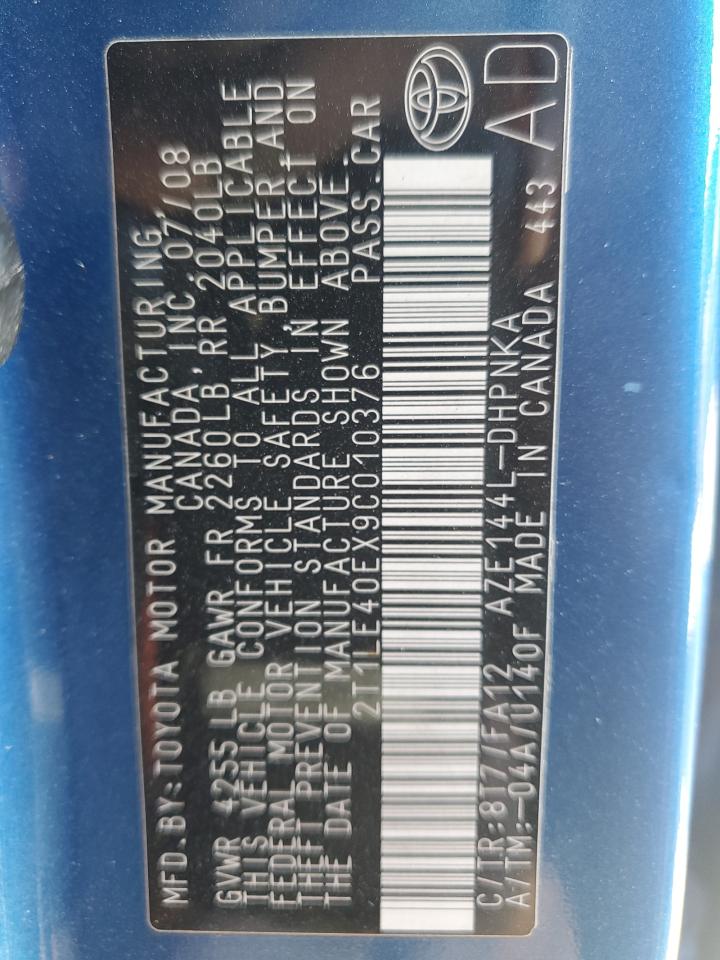 MFD.BY:TOYOTA MOTOR MANUFACTURING,
CANADA, INC. 07/08
GVWR 4255LB GAWR FR 2260LB, RR 2040LB
THIS VEHICLE CONFORMS TO ALL APPLICABLE
FEDERAL MOTOR VEHICLE SAFETY, BUMPER, AND
THEFT PREVENTION STANDARDS IN EFFECT ON
THE DATE OF MANUFACTURE SHOWN ABOVE.
2T1LE40EX9C010376 PASS.CAR
C/TR:8T7/FA12 AZE144L-DHPNKA
A/TM:-04A/U140F MADE IN CANADA 443
AD